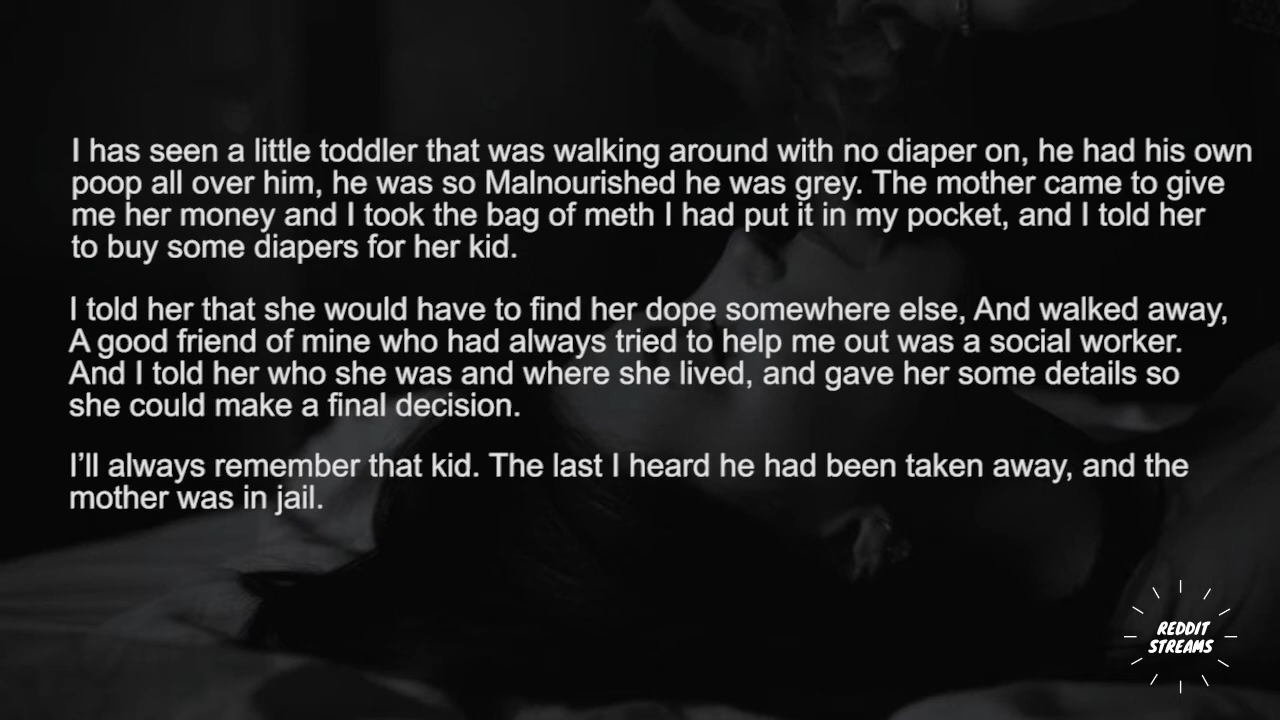 I has seen a little toddler that was walking around with no diaper on, he had his own
poop all over him, he was so Malnourished he was grey. The mother came to give
me her money and I took the bag of meth I had put it in my pocket, and I told her
to buy some diapers for her kid.
I told her that she would have to find her dope somewhere else, And walked away,
A good friend of mine who had always tried to help me out was a social worker.
And I told her who she was and where she lived, and gave her some details so
she could make a final decision.
I’ll always remember that kid. The last I heard he had been taken away, and the
mother was in jail.
REDDIT
STREAMS